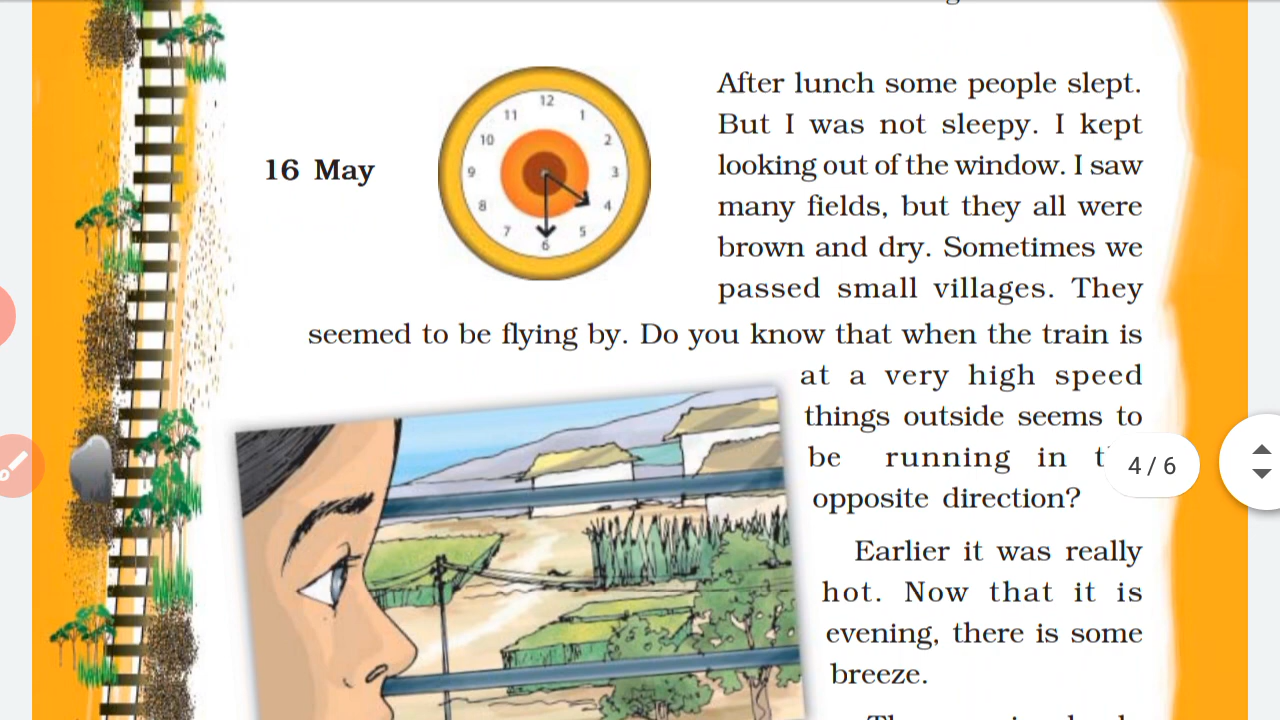 12
11
1
10
2
9
3
8
4
7
5
6
16 May
After lunch some people slept.
But I was not sleepy. I kept
looking out of the window. I saw
many fields, but they all were
brown and dry. Sometimes we
passed small villages. They
seemed to be flying by. Do you know that when the train is
at a very high speed
things outside seems to
be running in
opposite direction?
4 / 6
Earlier it was really
hot. Now that it is
evening, there is some
breeze.